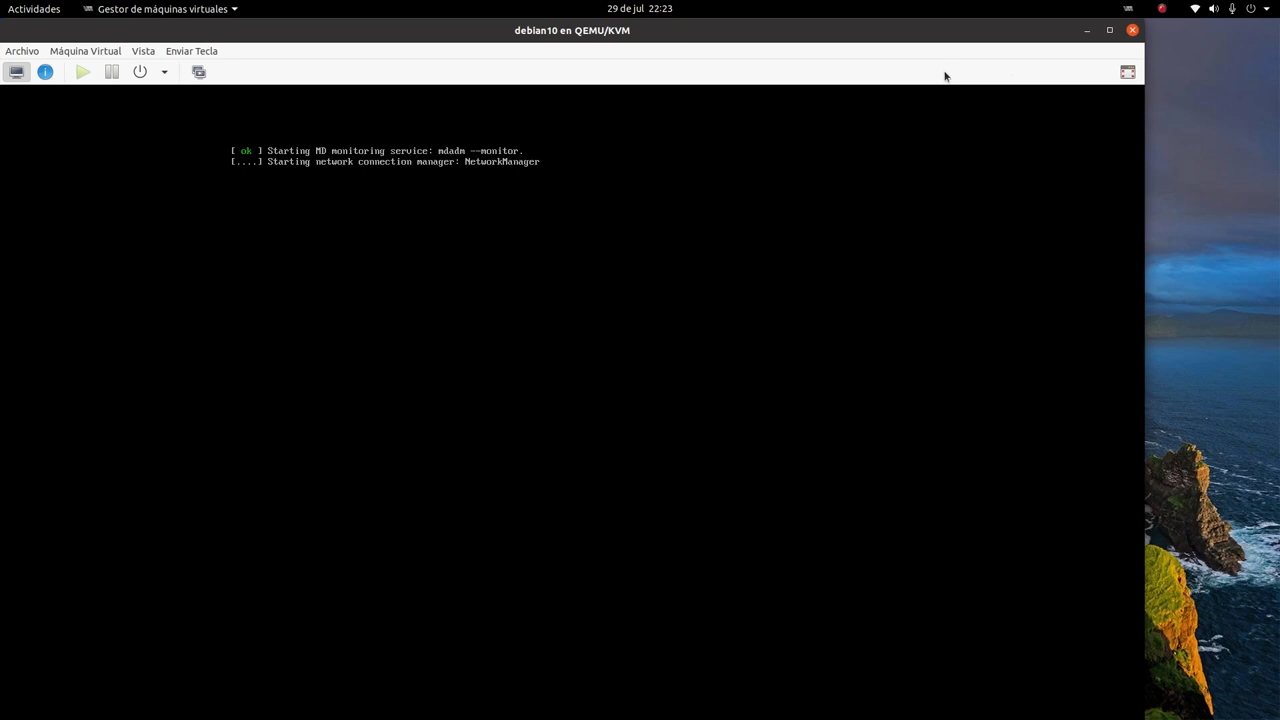 Actividades Gestor de máquinas virtuales 29 de jul 22:23
debian10 en QEMU/KVM
Archivo Máquina Virtual Vista Enviar Tecla
[ ok ] Starting MD monitoring service: mdadm --monitor.
[....] Starting network connection manager: NetworkManager